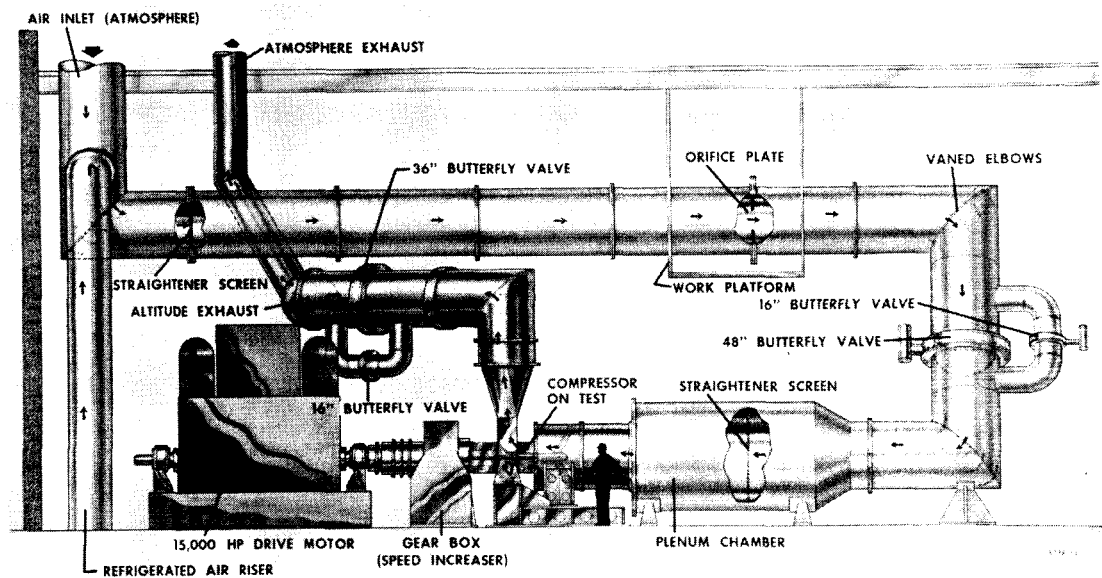 AIR INLET (ATMOSPHERE)
ATMOSPHERE EXHAUST
36" BUTTERFLY VALVE
ORIFICE PLATE
VANED ELBOWS
STRAIGHTENER SCREEN
ALTITUDE EXHAUST
WORK PLATFORM
16" BUTTERFLY VALVE
48" BUTTERFLY VALVE
COMPRESSOR
ON TEST
STRAIGHTENER SCREEN
16" BUTTERFLY VALVE
15,000 HP DRIVE MOTOR
GEAR BOX
(SPEED INCREASER)
PLENUM CHAMBER
REFRIGERATED AIR RISER